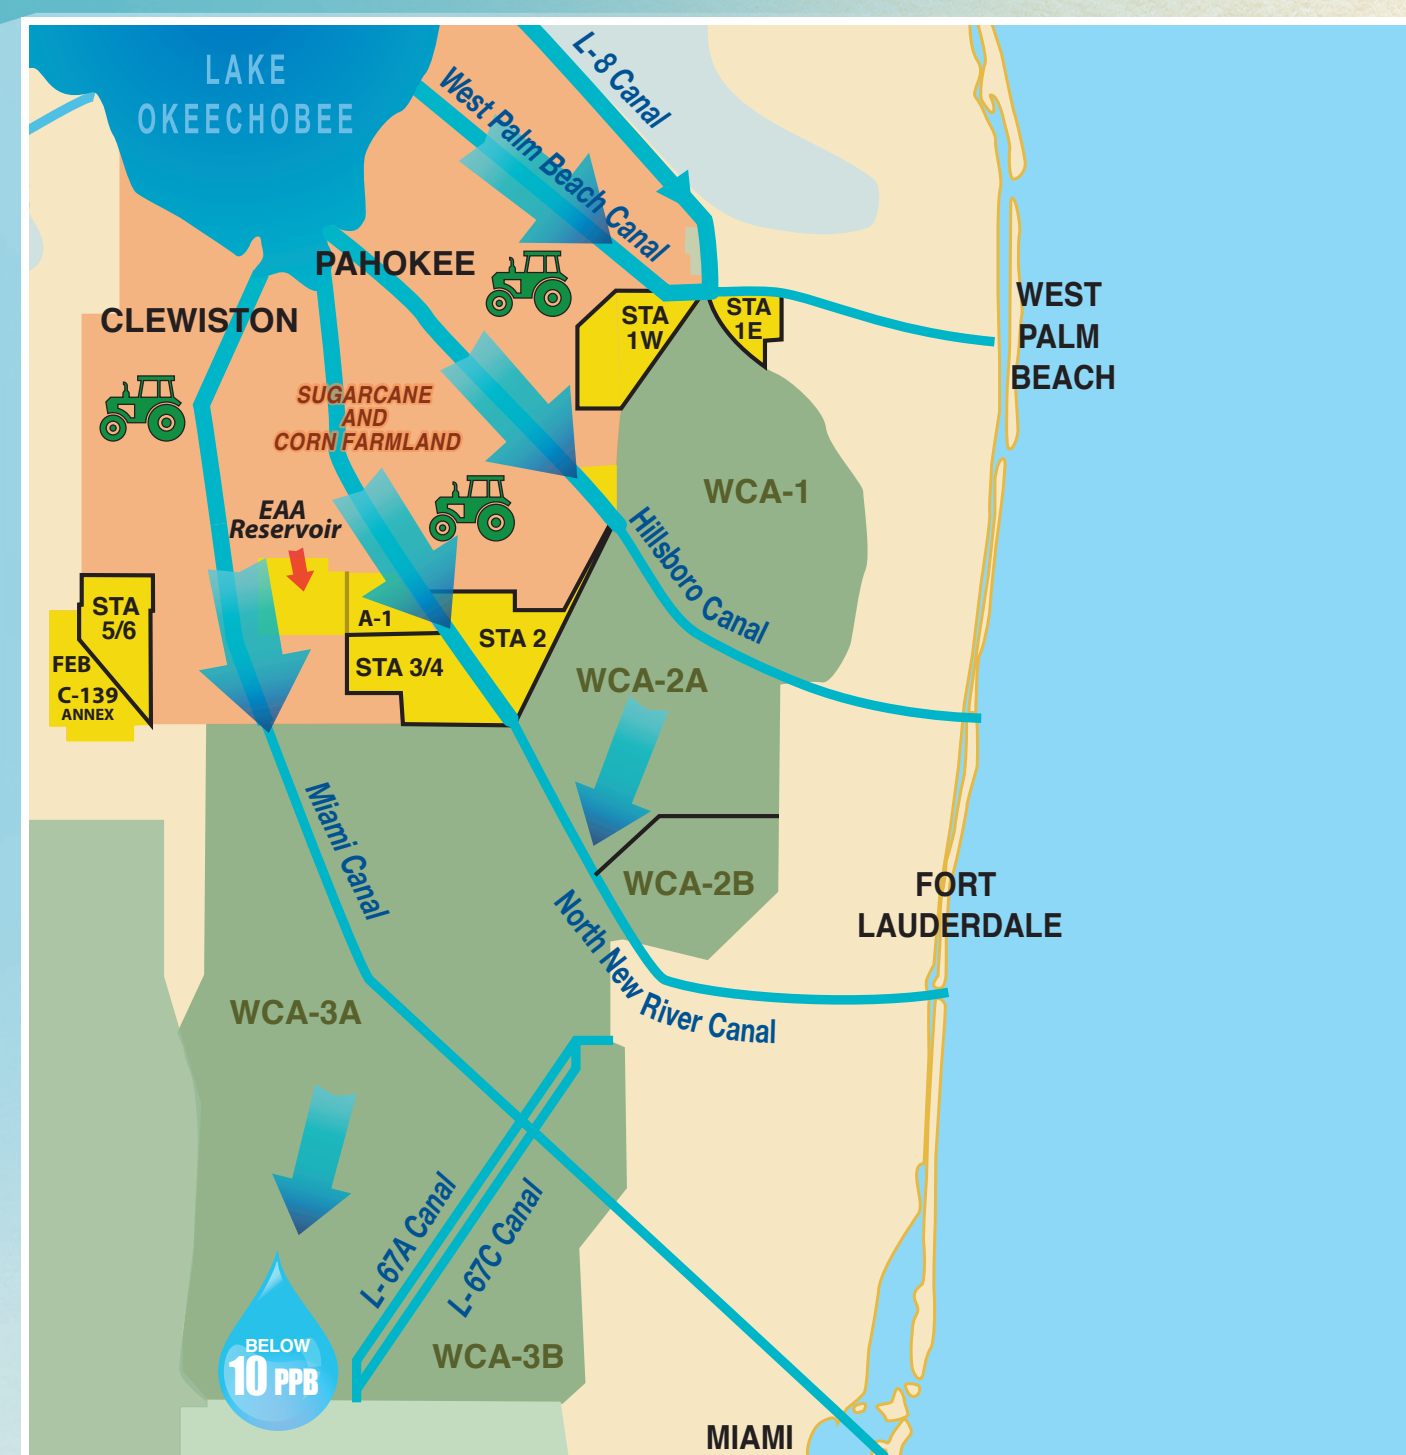 LAKE
OKEECHOBEE
L-8 Canal
West Palm Beach Canal
PAHOKEE
CLEWISTON
STA
1W
STA
1E
WEST
PALM
BEACH
SUGARCANE
AND
CORN FARMLAND
EAA
Reservoir
WCA-1
Hillsboro Canal
STA
5/6
FEB
C-139
ANNEX
A-1
STA 2
STA 3/4
WCA-2A
Miami Canal
WCA-2B
FORT
LAUDERDALE
North New River Canal
WCA-3A
L-67A Canal
L-67C Canal
BELOW
10 PPB
WCA-3B
MIAMI